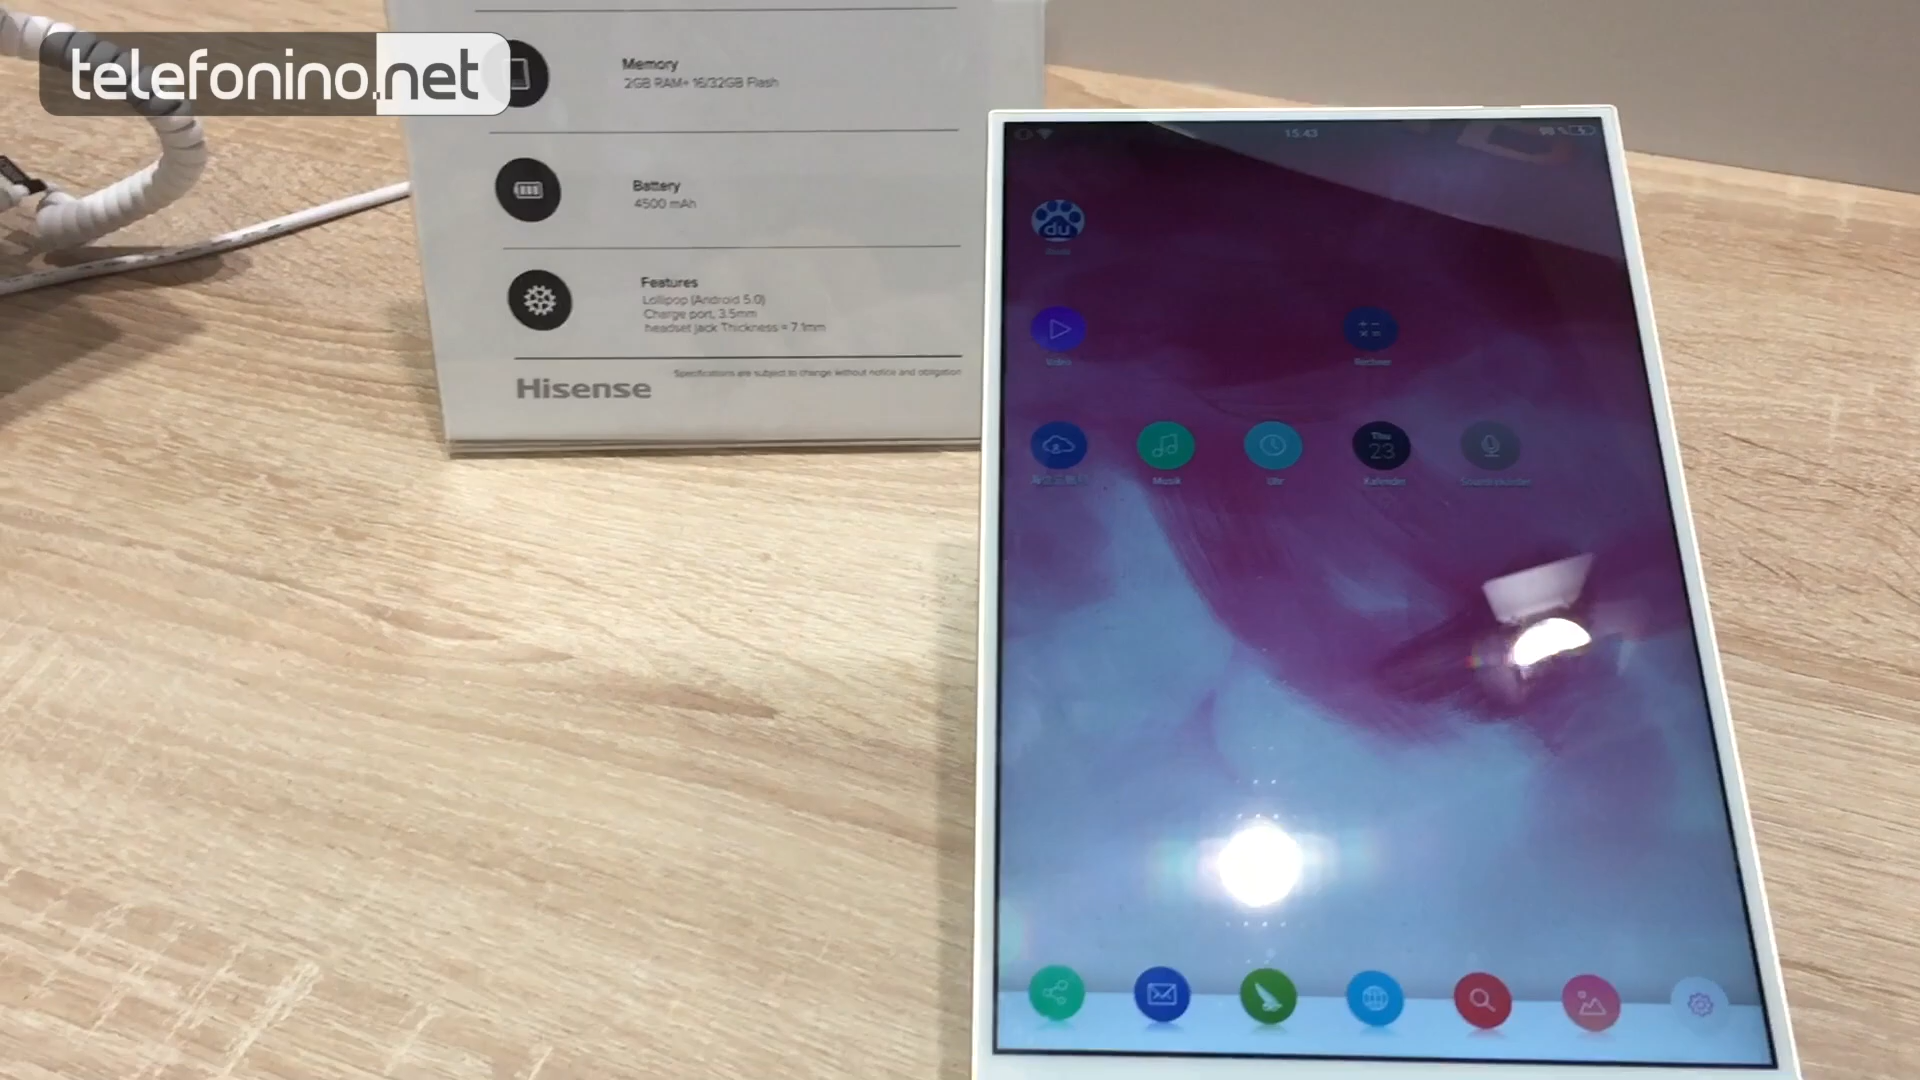 telefonino.net
Memory
2GB RAM+ 16/32GB Flash
Battery
4500 mAh
Features
Lollipop (Android 5.0)
Charge port, 3.5mm
headset jack Thickness = 7.1mm
Specifications are subject to change without notice and obligation
Hisense
15:43
du
Video
Rechner
Thu
23
Musik
Uhr
Kalender
Soundrekorder